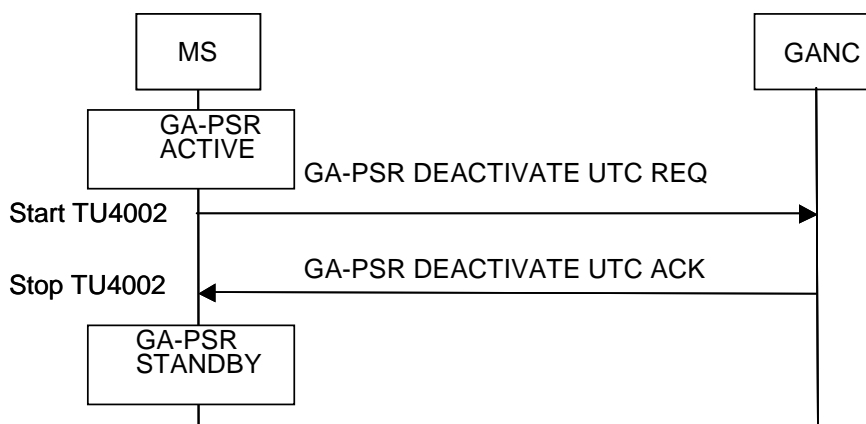 MS
GANC
GA-PSR
ACTIVE
GA-PSR DEACTIVATE UTC REQ
Start TU4002
GA-PSR DEACTIVATE UTC ACK
Stop TU4002
GA-PSR
STANDBY